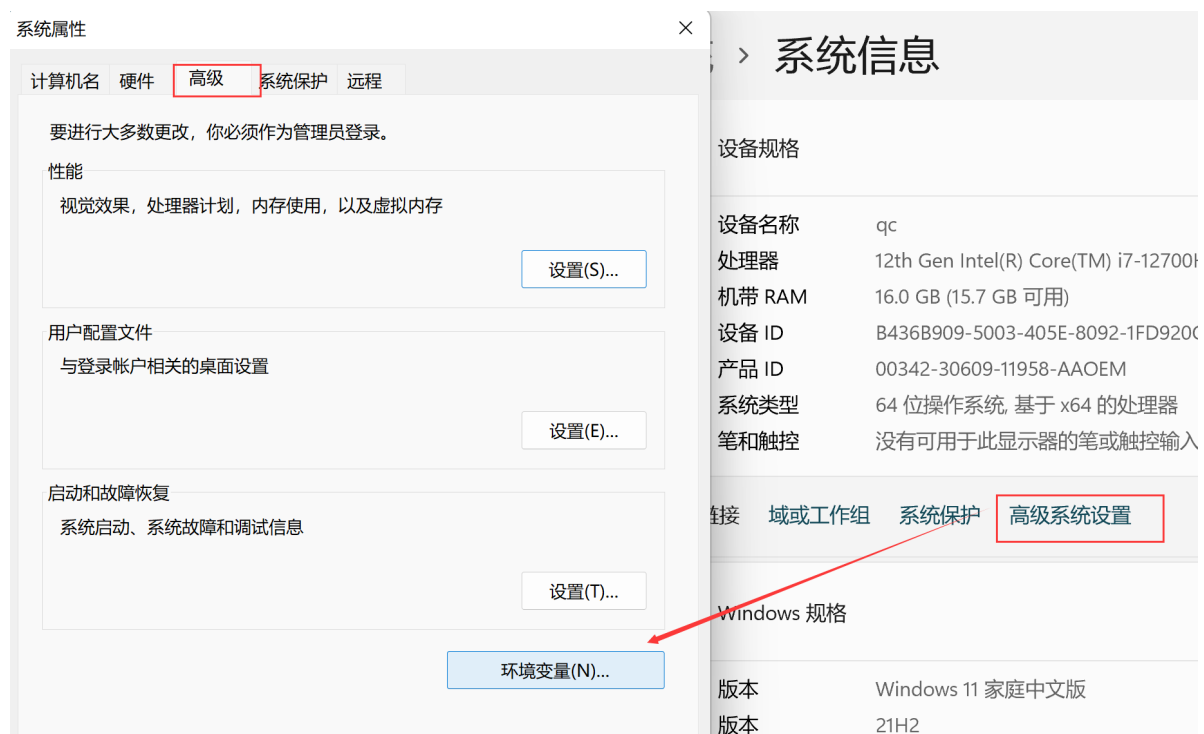 系统属性
计算机名
硬件
高级
系统保护
远程
要进行大多数更改，你必须作为管理员登录。
性能
视觉效果，处理器计划，内存使用，以及虚拟内存
设置(S)...
用户配置文件
与登录帐户相关的桌面设置
设置(E)...
启动和故障恢复
系统启动、系统故障和调试信息
设置(T)...
环境变量(N)...
› 系统信息
设备规格
设备名称 qc
处理器 12th Gen Intel(R) Core(TM) i7-12700H
机带 RAM 16.0 GB (15.7 GB 可用)
设备 ID B436B909-5003-405E-8092-1FD920
产品 ID 00342-30609-11958-AAOEM
系统类型 64 位操作系统, 基于 x64 的处理器
笔和触控 没有可用于此显示器的笔或触控输入
链接 域或工作组 系统保护 高级系统设置
Windows 规格
版本 Windows 11 家庭中文版
版本 21H2